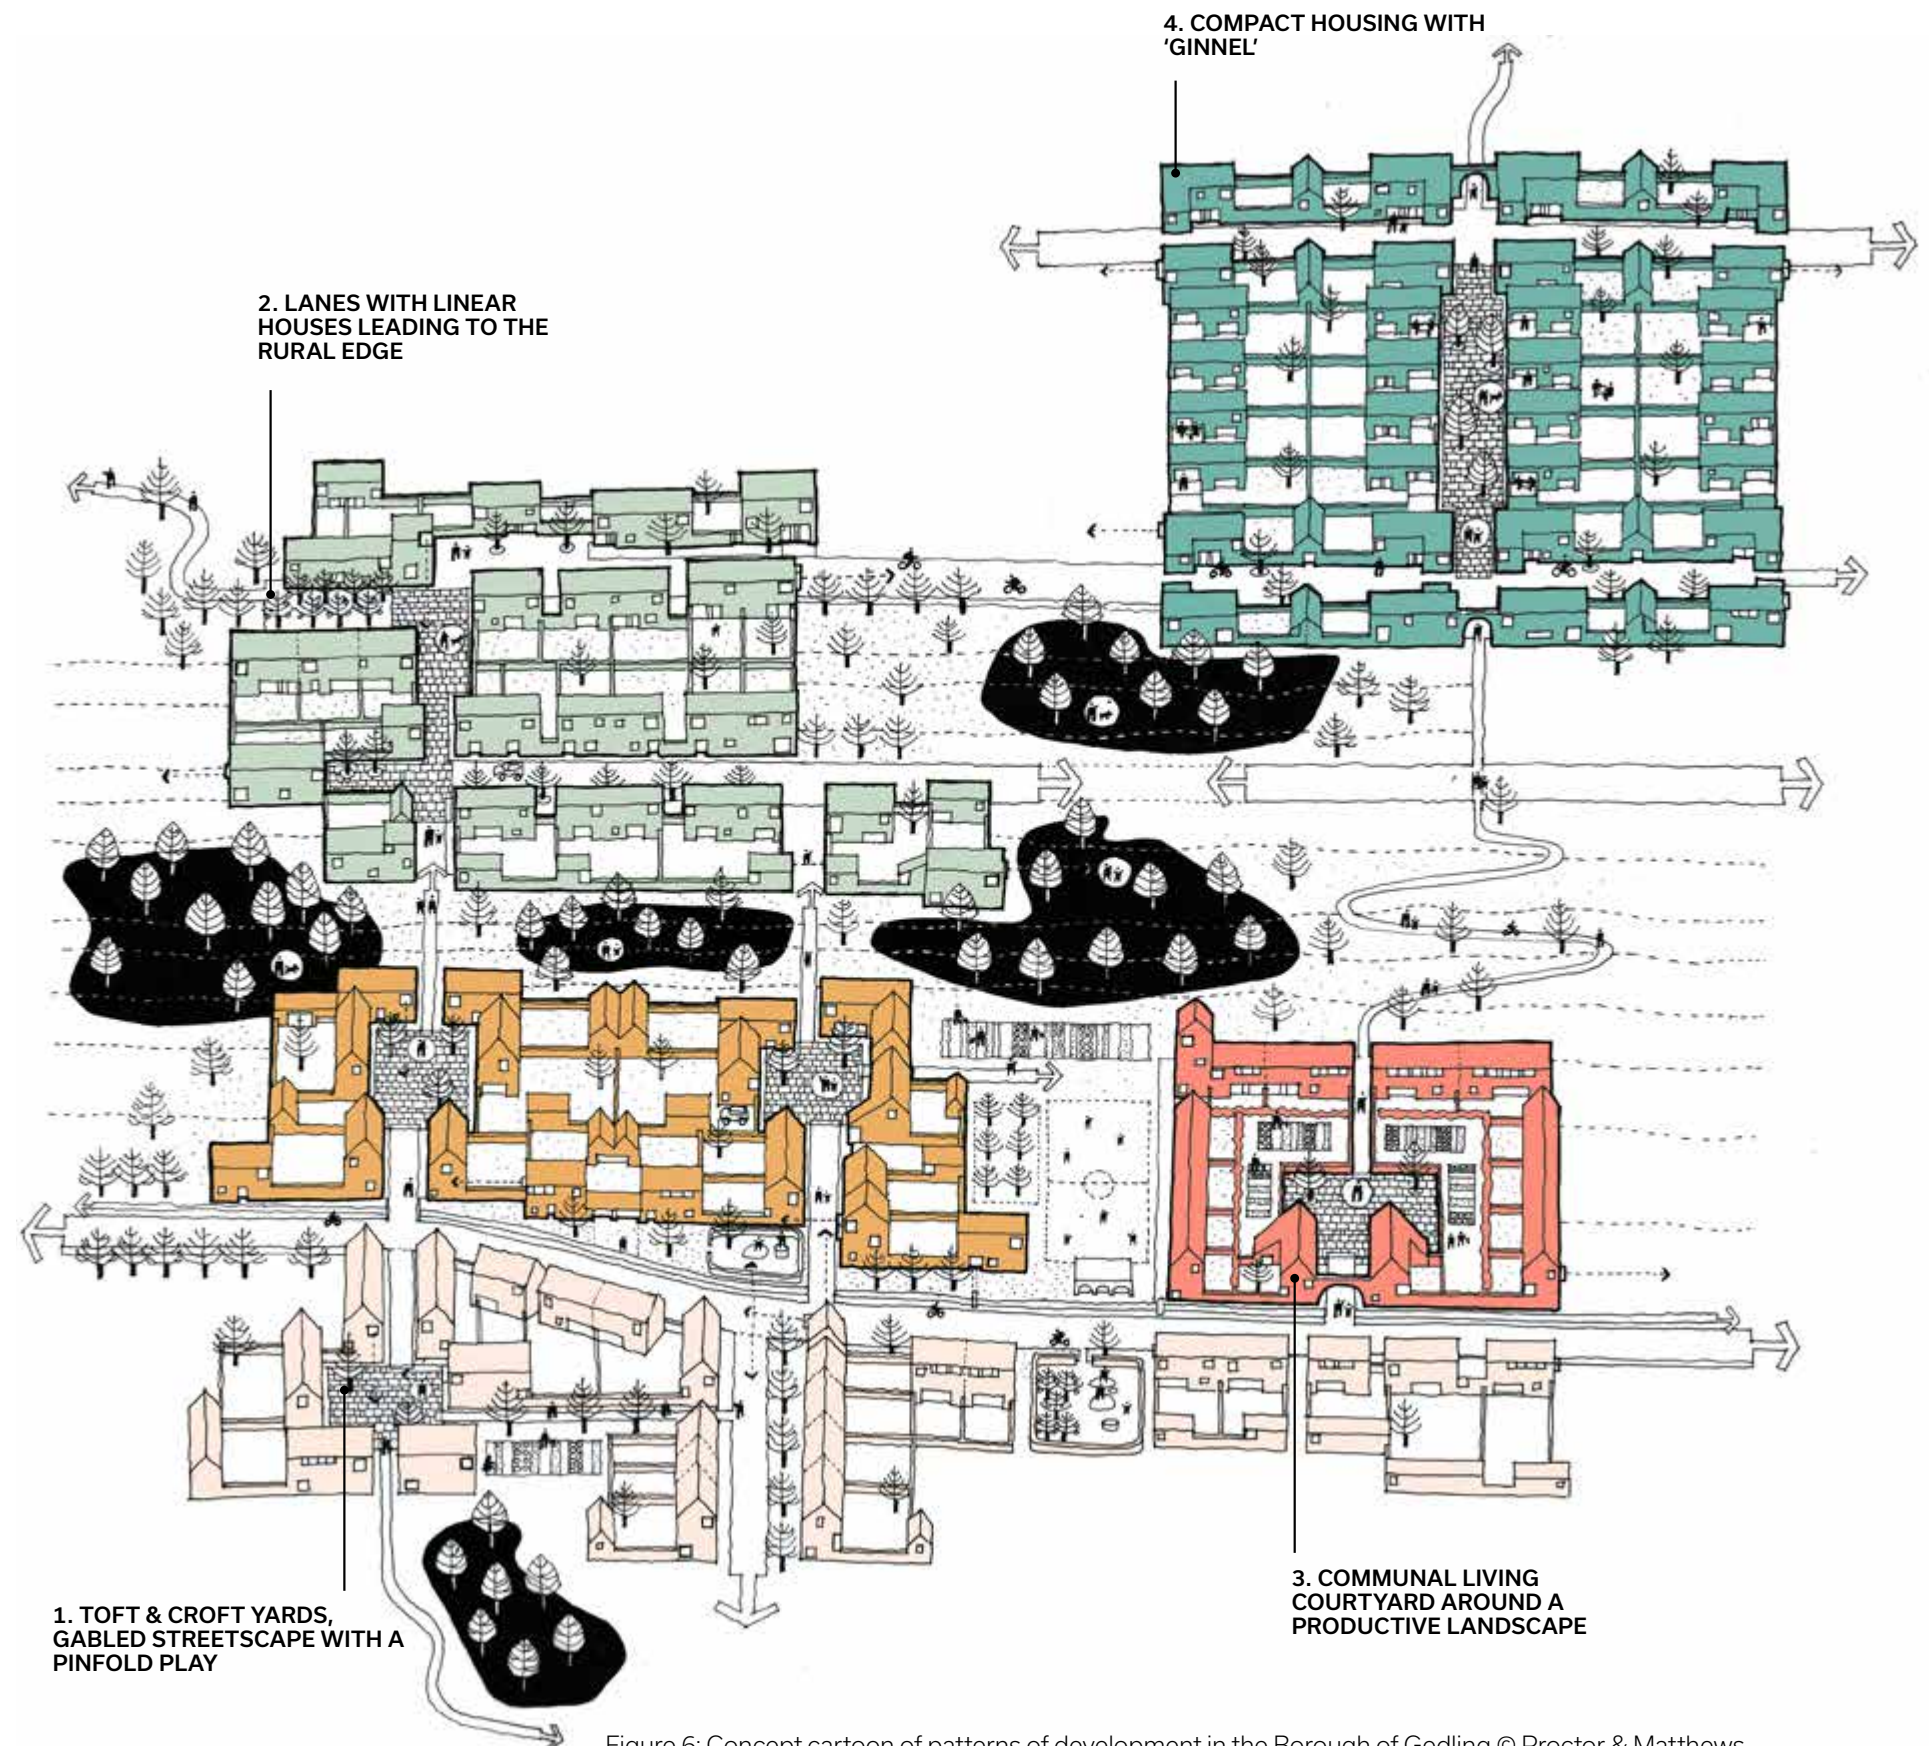 4. COMPACT HOUSING WITH
‘GINNEL’
2. LANES WITH LINEAR
HOUSES LEADING TO THE
RURAL EDGE
3. COMMUNAL LIVING
COURTYARD AROUND A
PRODUCTIVE LANDSCAPE
1. TOFT & CROFT YARDS,
GABLED STREETSCAPE WITH A
PINFOLD PLAY
Figure 6: Concept cartoon of patterns of development in the Borough of Gedling © Proctor & Matthews